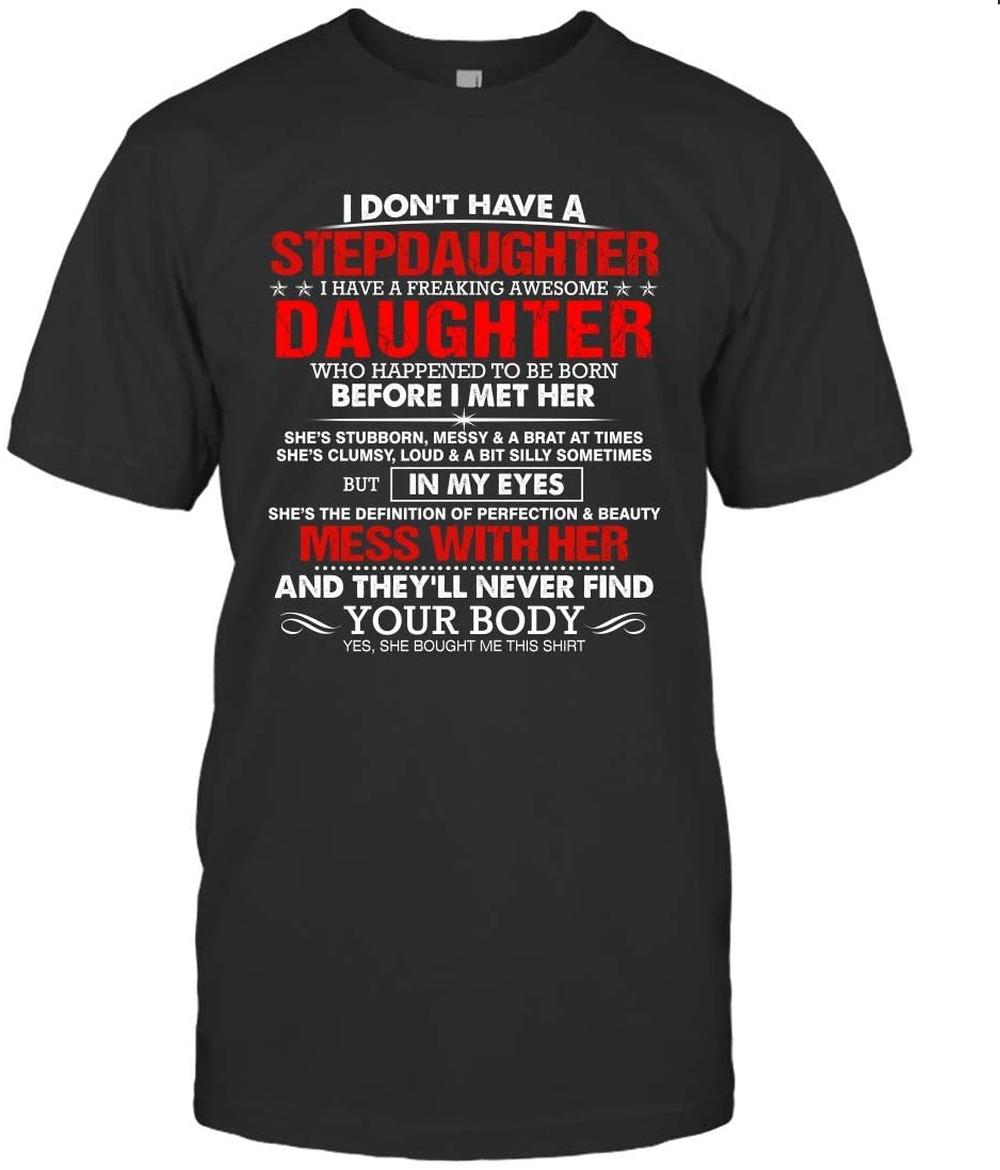 I DON'T HAVE A
STEPDAUGHTER
I HAVE A FREAKING AWESOME
DAUGHTER
WHO HAPPENED TO BE BORN
BEFORE I MET HER
SHE'S STUBBORN, MESSY & A BRAT AT TIMES
SHE'S CLUMSY, LOUD & A BIT SILLY SOMETIMES
BUT IN MY EYES
SHE'S THE DEFINITION OF PERFECTION & BEAUTY
MESS WITH HER
AND THEY'LL NEVER FIND
YOUR BODY
YES, SHE BOUGHT ME THIS SHIRT